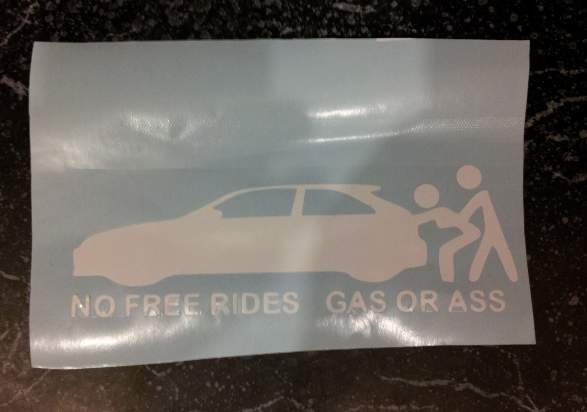 NO FREE RIDES GAS OR ASS